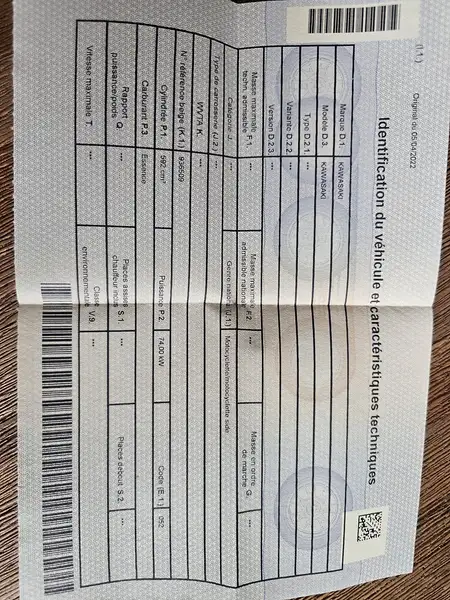 (I.1.)
Original du 05/04/2022
Identification du véhicule et caractéristiques techniques
Marque D.1. KAWASAKI
Modèle D.3. KAWASAKI
Type D.2.1. ***
Variante D.2.2. ***
Version D.2.3. ***
Masse maximale techn. admissible F.1. *** Masse maximale admissible nationale F.2. *** Masse en ordre de marche G. ***
Catégorie J. *** Genre national (J.1.) Motocyclette/motocyclette side
Type de carrosserie (J.2.) ***
WVTA K. ***
N° référence belge (K.1.)
Cylindrée P.1. 592 cm³ Puissance P.2. 74,00 kW Code (E.1.) 052
Carburant P.3. Essence
Rapport puissance/poids Q. *** Places assises chauffeur inclus S.1. *** Places debout S.2. ***
Vitesse maximale T. *** Classe environnementale V.9. ***